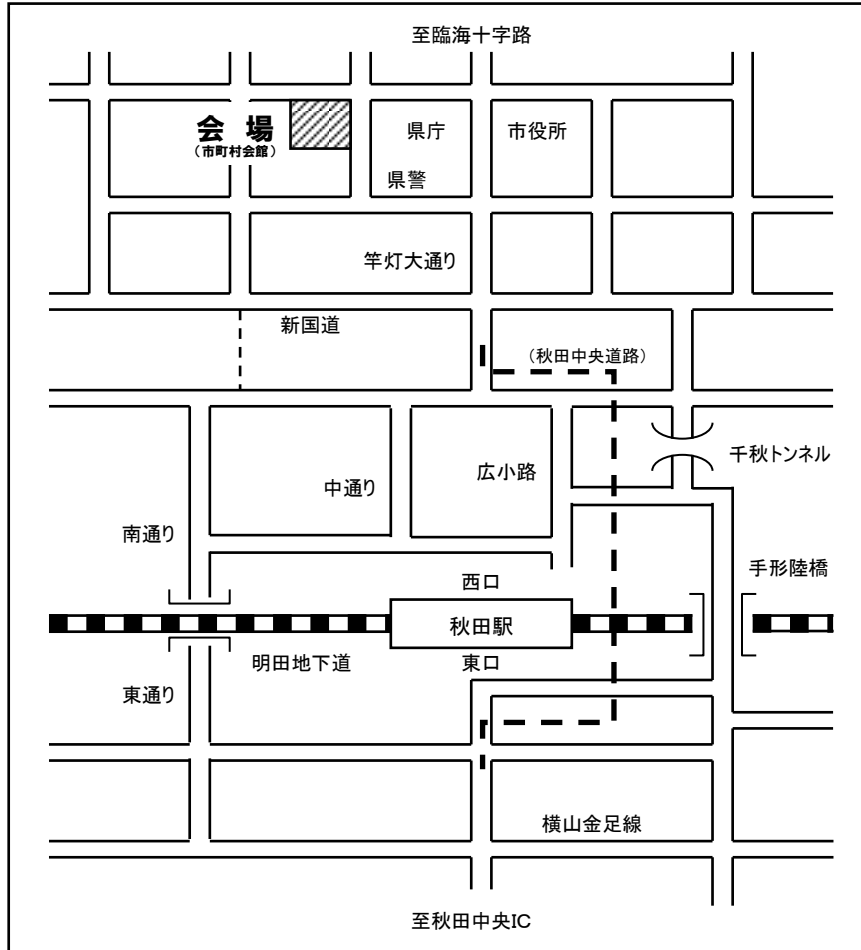 至臨海十字路
会場
（市町村会館）
県庁
市役所
県警
竿灯大通り
新国道
（秋田中央道路）
千秋トンネル
広小路
中通り
南通り
手形陸橋
西口
秋田駅
東口
明田地下道
東通り
横山金足線
至秋田中央IC